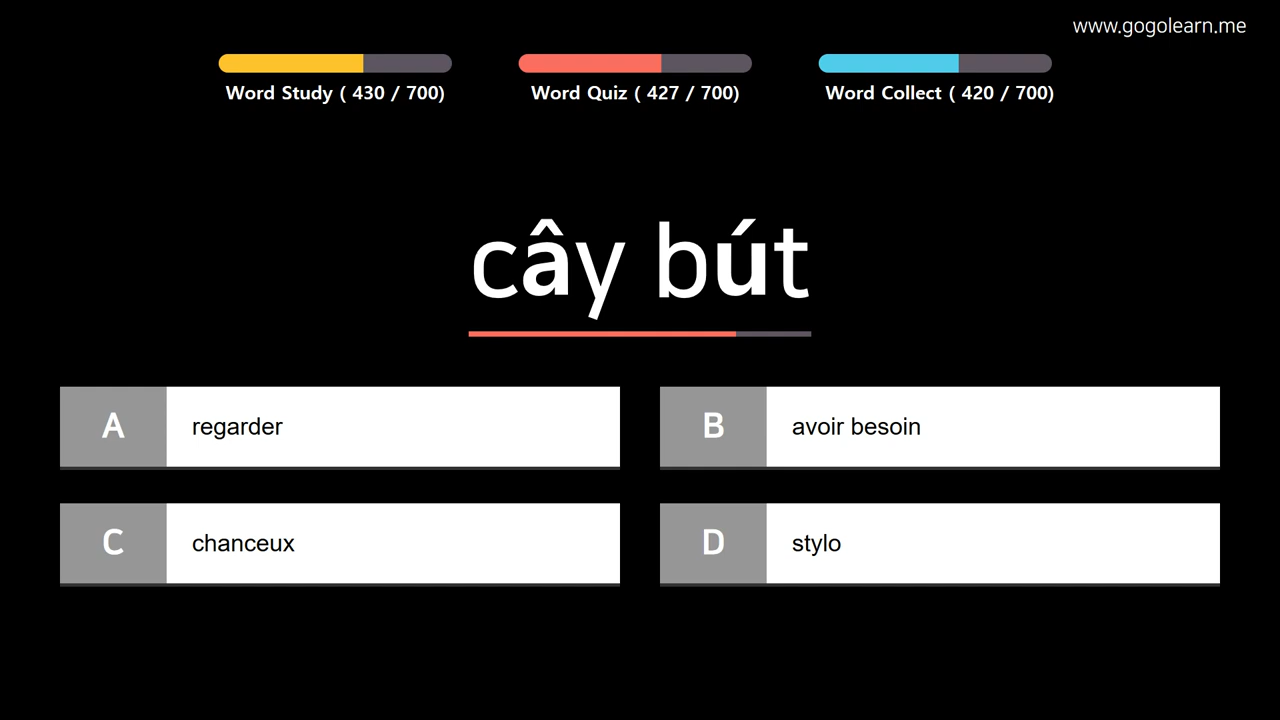 www.gogolearn.me
Word Study ( 430 / 700)
Word Quiz ( 427 / 700)
Word Collect ( 420 / 700)
cây bút
A
regarder
B
avoir besoin
C
chanceux
D
stylo